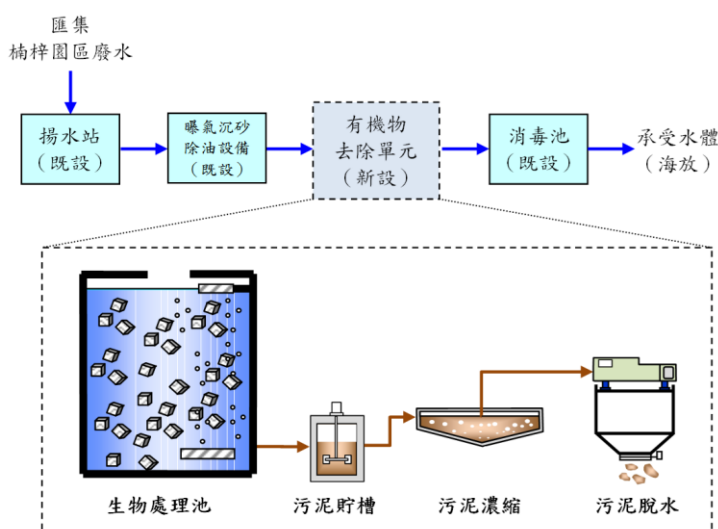 匯集
楠梓園區廢水
揚水站
（既設）
曝氣沉砂
除油設備
（既設）
有機物
去除單元
（新設）
消毒池
（既設）
承受水體
（海放）
生物處理池
污泥貯槽
污泥濃縮
污泥脫水